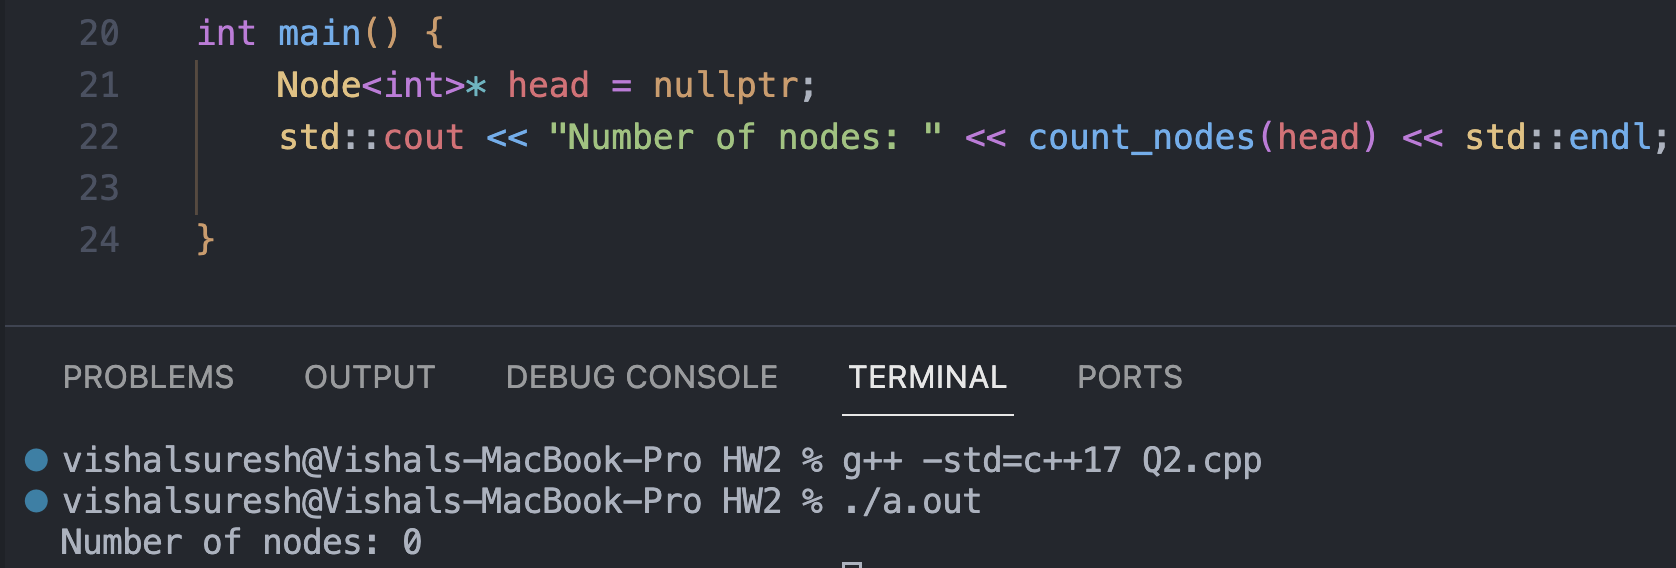 20 int main() {
21 Node<int>* head = nullptr;
22 std::cout << "Number of nodes: " << count_nodes(head) << std::endl;
23
24 }
PROBLEMS OUTPUT DEBUG CONSOLE TERMINAL PORTS
vishalsuresh@Vishals-MacBook-Pro HW2 % g++ -std=c++17 Q2.cpp
vishalsuresh@Vishals-MacBook-Pro HW2 % ./a.out
Number of nodes: 0